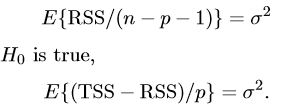 E{RSS/(n − p − 1)} = σ²
H₀ is true,
E{(TSS − RSS)/p} = σ².